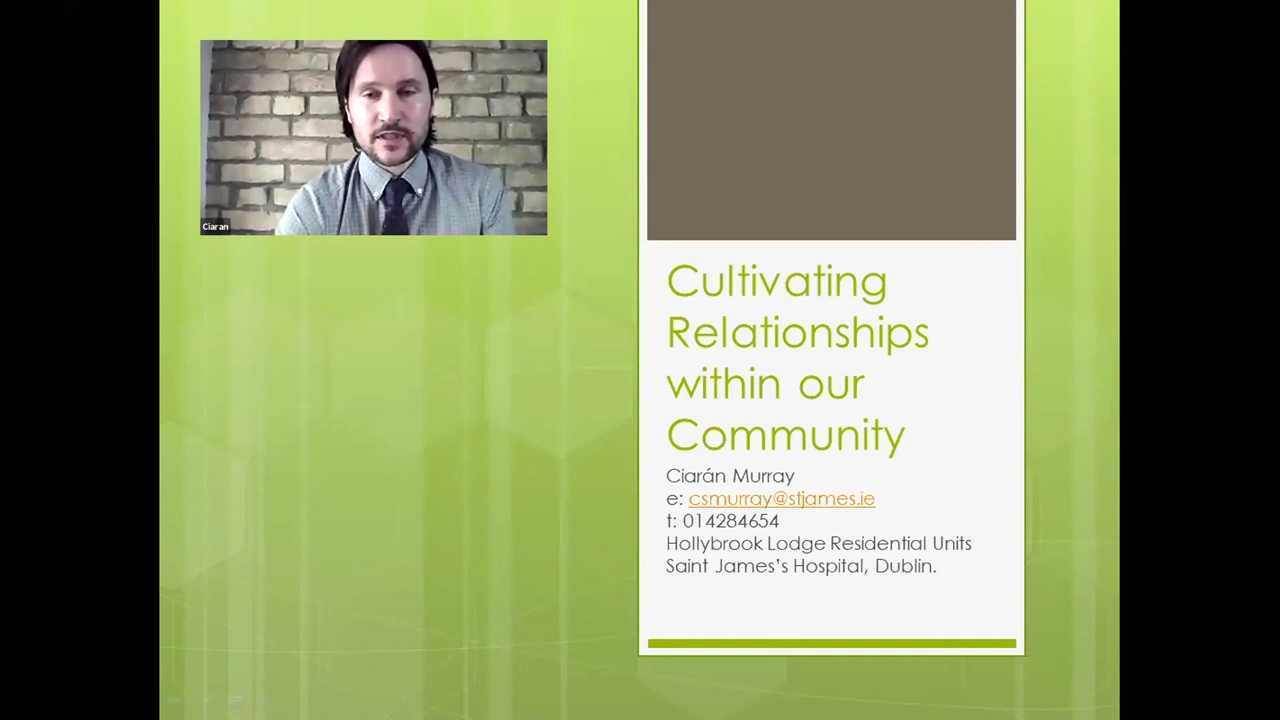 Ciaran
Cultivating
Relationships
within our
Community
Ciarán Murray
e: csmurray@stjames.ie
t: 014284654
Hollybrook Lodge Residential Units
Saint James’s Hospital, Dublin.